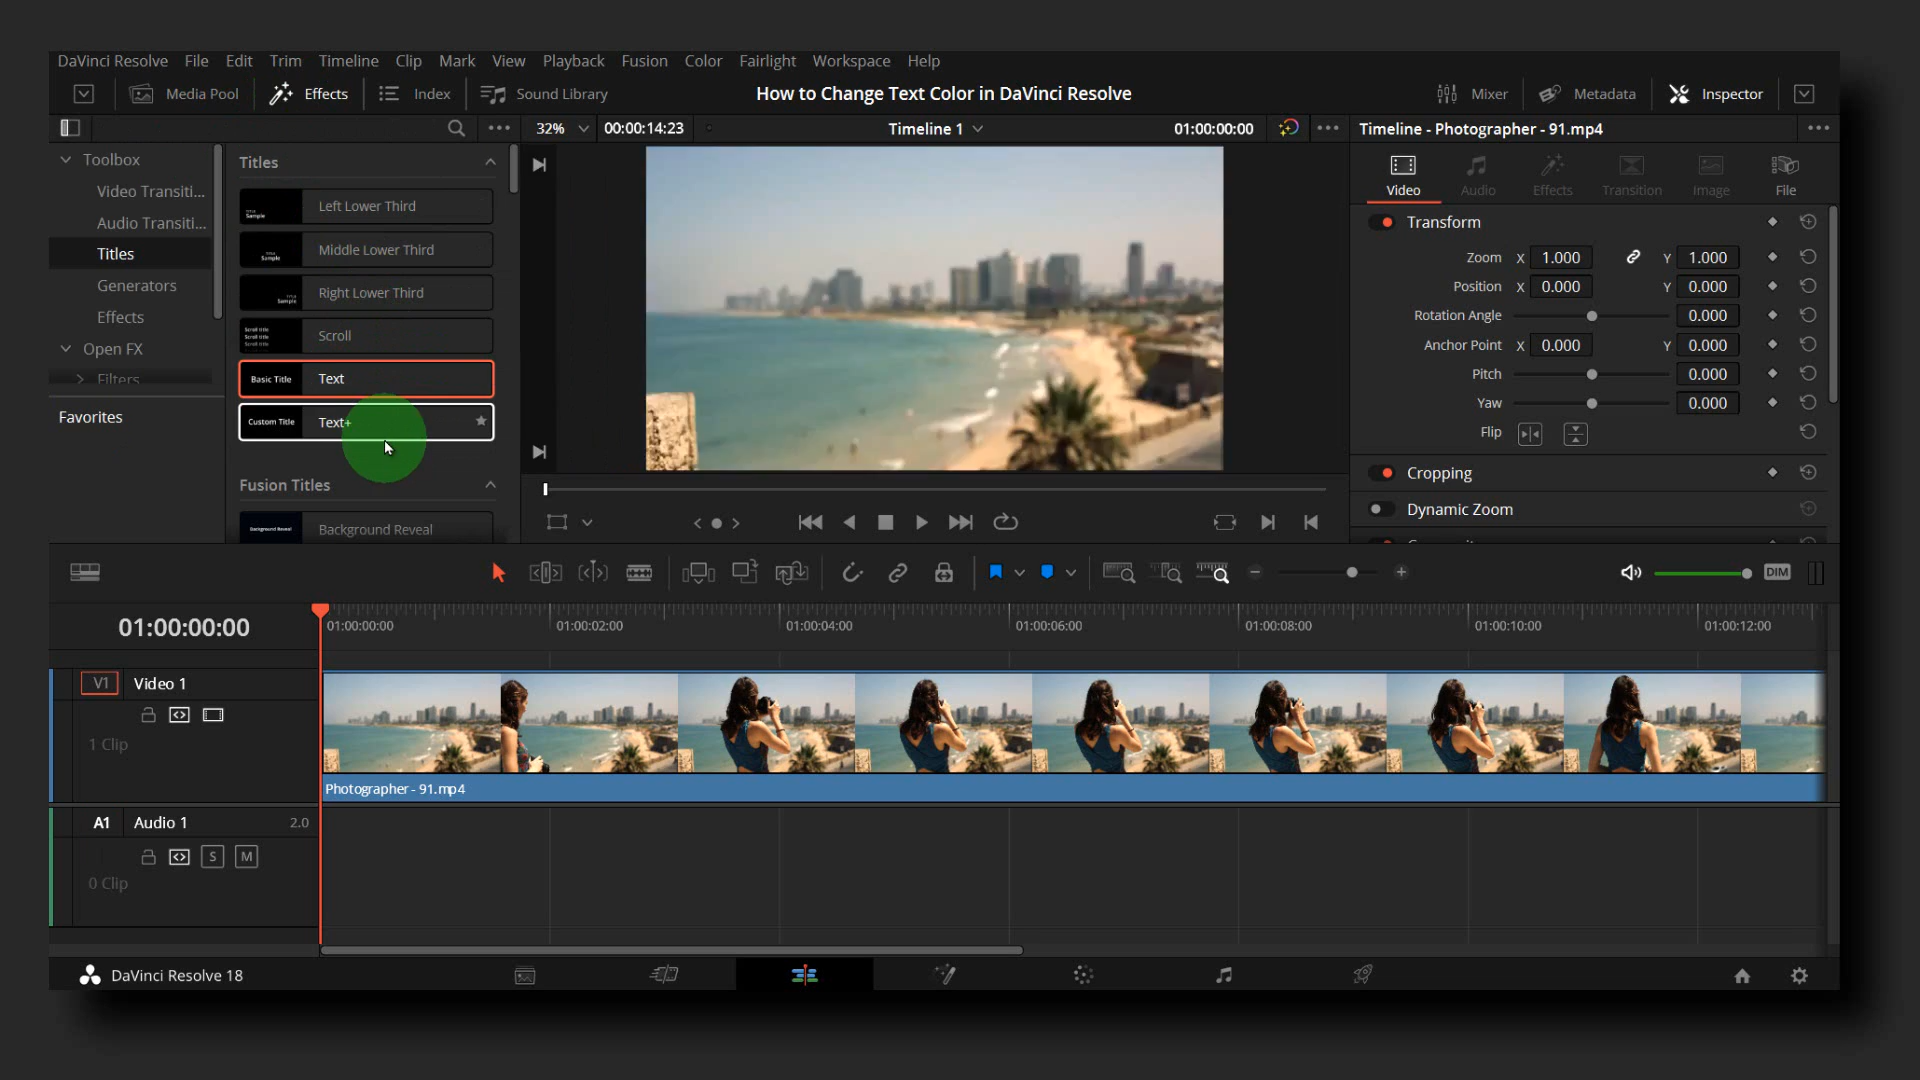 DaVinci Resolve File Edit Trim Timeline Clip Mark View Playback Fusion Color Fairlight Workspace Help
Media Pool Effects Index Sound Library How to Change Text Color in DaVinci Resolve Mixer Metadata Inspector
32% 00:00:14:23 Timeline 1 01:00:00:00 Timeline - Photographer - 91.mp4
Toolbox
Video Transiti...
Audio Transiti...
Titles
Generators
Effects
Open FX
Filters
Favorites
Titles
Left Lower Third
Middle Lower Third
Right Lower Third
Scroll
Basic Title Text
Custom Title Text+
Fusion Titles
Background Reveal Background Reveal
Video Audio Effects Transition Image File
Transform
Zoom X 1.000 Y 1.000
Position X 0.000 Y 0.000
Rotation Angle 0.000
Anchor Point X 0.000 Y 0.000
Pitch 0.000
Yaw 0.000
Flip
Cropping
Dynamic Zoom
DIM
01:00:00:00 01:00:00:00 01:00:02:00 01:00:04:00 01:00:06:00 01:00:08:00 01:00:10:00 01:00:12:00
V1 Video 1
1 Clip
Photographer - 91.mp4
A1 Audio 1 2.0
S M
0 Clip
DaVinci Resolve 18